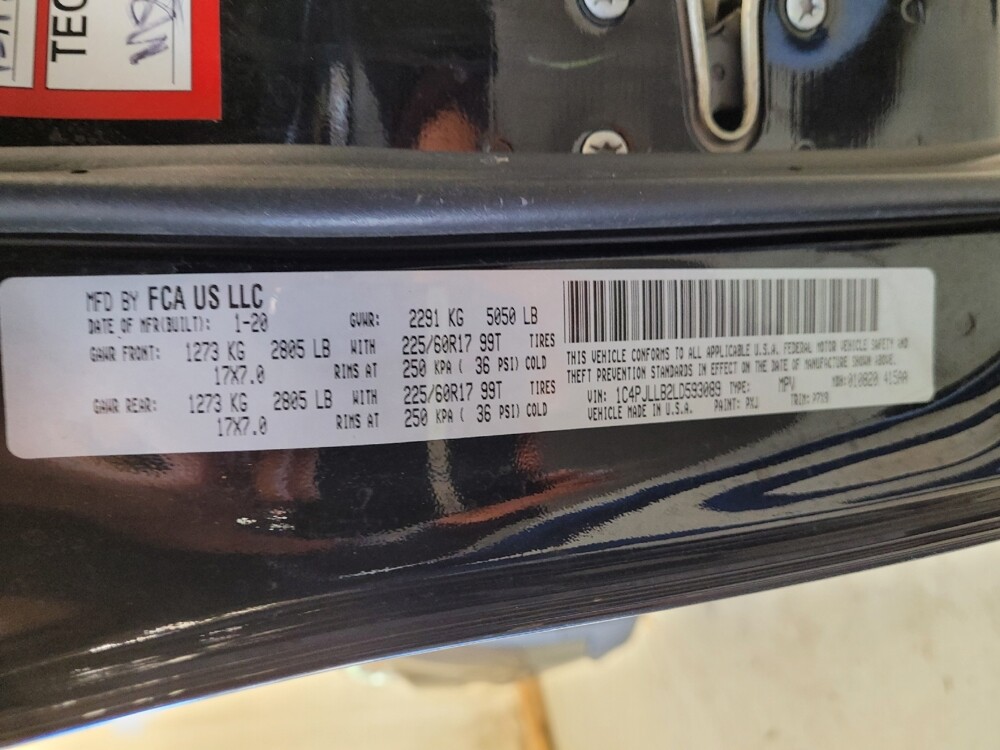 TEC
MFD BY FCA US LLC
DATE OF MFR(BUILT): 1-20 GVWR: 2291 KG 5050 LB
GAWR FRONT: 1273 KG 2805 LB WITH 225/60R17 99T TIRES
17X7.0 RIMS AT 250 KPA ( 36 PSI) COLD
GAWR REAR: 1273 KG 2805 LB WITH 225/60R17 99T TIRES
17X7.0 RIMS AT 250 KPA ( 36 PSI) COLD
THIS VEHICLE CONFORMS TO ALL APPLICABLE U.S.A. FEDERAL MOTOR VEHICLE SAFETY AND
THEFT PREVENTION STANDARDS IN EFFECT ON THE DATE OF MANUFACTURE SHOWN ABOVE.
VIN: 1C4PJLLB2LD593089 TYPE: MPV MDH: 010820 415AA
VEHICLE MADE IN U.S.A. PAINT: PXJ TRIM: